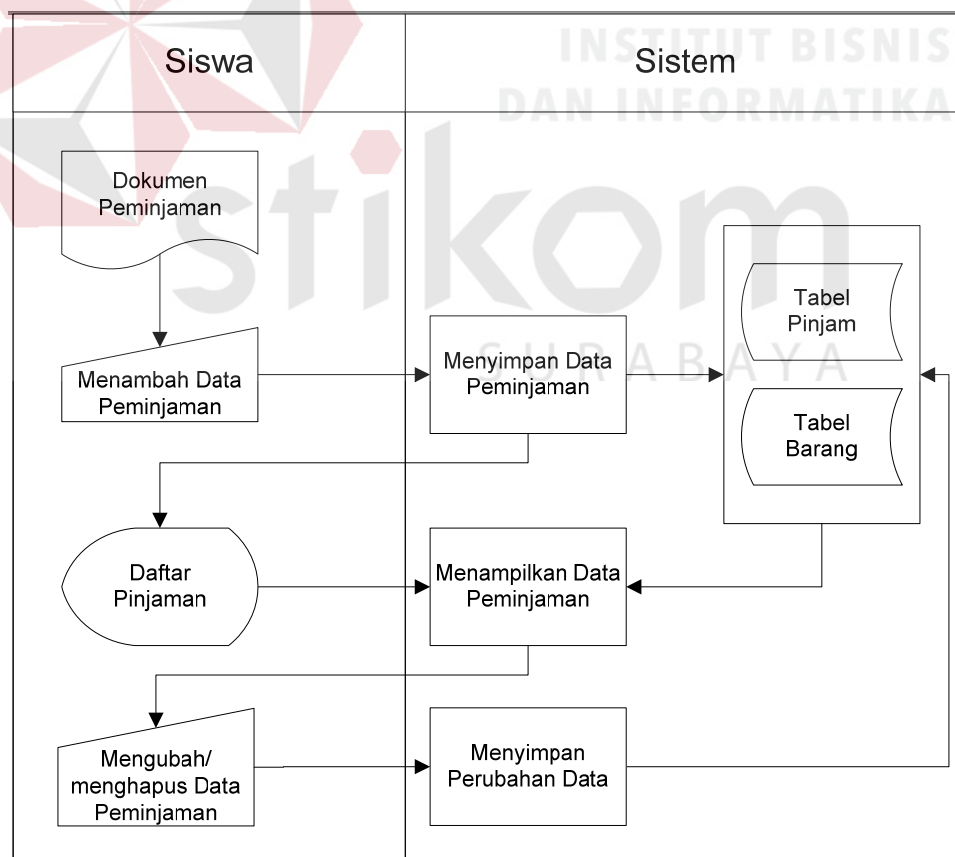 INSTITUT BISNIS
DAN INFORMATIKA
stikom
SURABAYA
Siswa
Sistem
Dokumen
Peminjaman
Menambah Data
Peminjaman
Menyimpan Data
Peminjaman
Tabel
Pinjam
Tabel
Barang
Daftar
Pinjaman
Menampilkan Data
Peminjaman
Mengubah/
menghapus Data
Peminjaman
Menyimpan
Perubahan Data